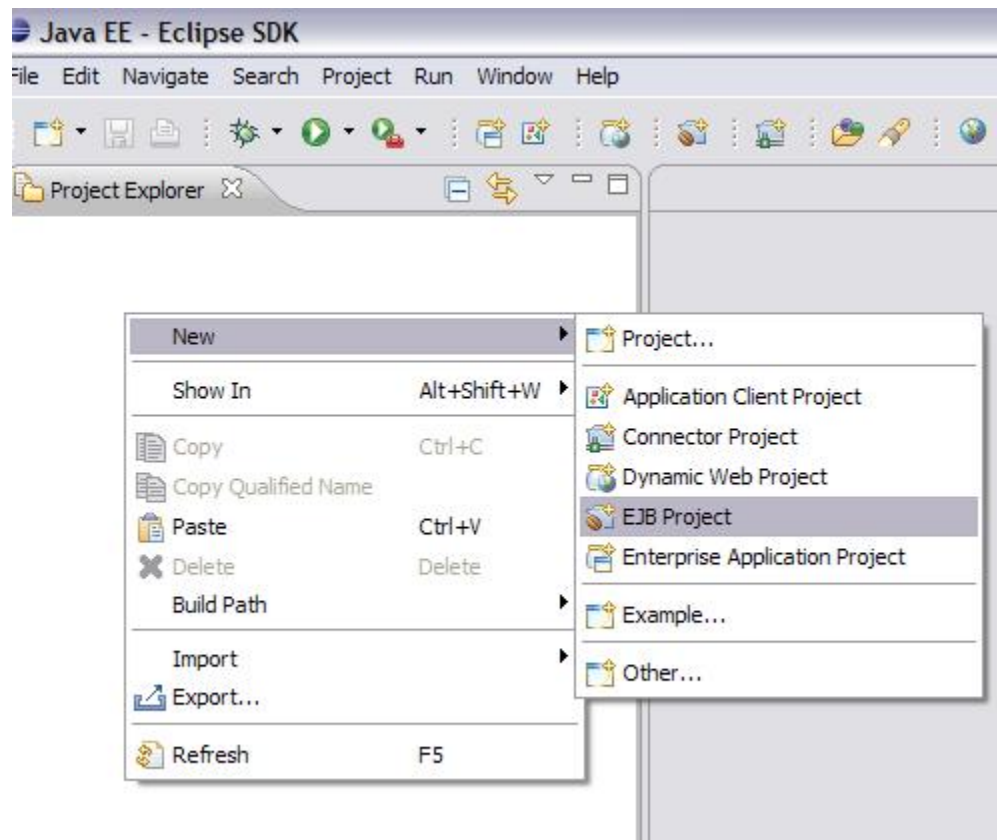 Java EE - Eclipse SDK
File Edit Navigate Search Project Run Window Help
Project Explorer
New
Show In Alt+Shift+W
Copy Ctrl+C
Copy Qualified Name
Paste Ctrl+V
Delete Delete
Build Path
Import
Export...
Refresh F5
Project...
Application Client Project
Connector Project
Dynamic Web Project
EJB Project
Enterprise Application Project
Example...
Other...